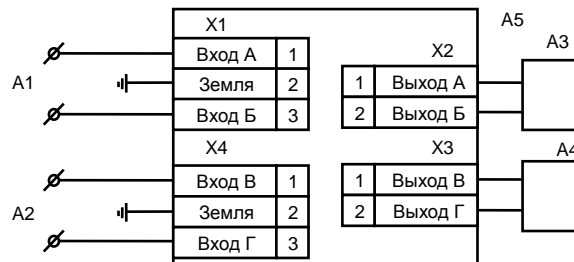 X1
A5
Вход А 1
X2
A3
A1
Земля 2
1 Выход А
Вход Б 3
2 Выход Б
X4
X3
A4
Вход В 1
1 Выход В
A2
Земля 2
2 Выход Г
Вход Г 3